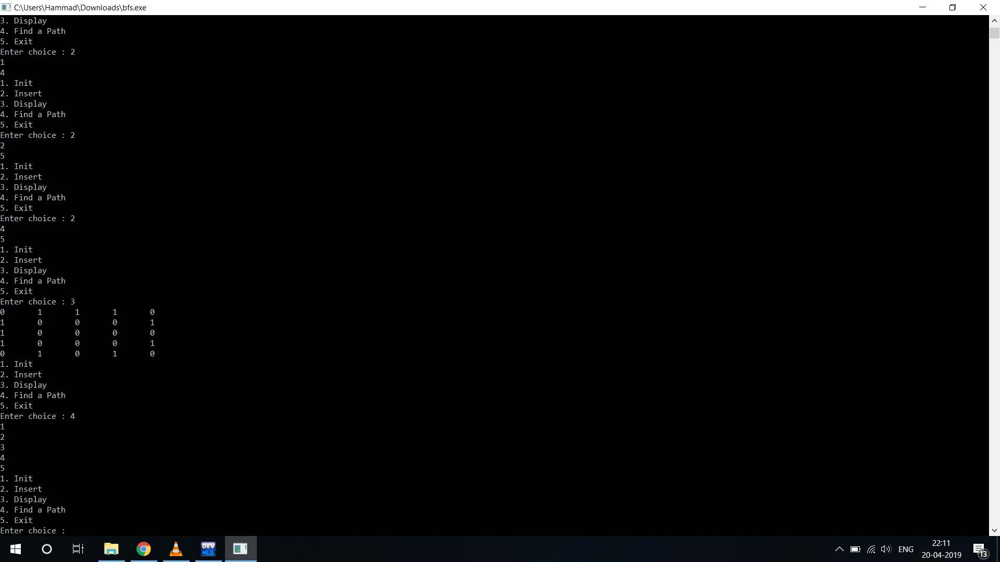 C:\Users\Hammad\Downloads\bfs.exe
3. Display
4. Find a Path
5. Exit
Enter choice : 2
1
4
1. Init
2. Insert
3. Display
4. Find a Path
5. Exit
Enter choice : 2
2
5
1. Init
2. Insert
3. Display
4. Find a Path
5. Exit
Enter choice : 2
4
5
1. Init
2. Insert
3. Display
4. Find a Path
5. Exit
Enter choice : 3
0 1 1 1 0
1 0 0 0 1
1 0 0 0 0
1 0 0 0 1
0 1 0 1 0
1. Init
2. Insert
3. Display
4. Find a Path
5. Exit
Enter choice : 4
1
2
3
4
5
1. Init
2. Insert
3. Display
4. Find a Path
5. Exit
Enter choice :
DEV
C++
ENG
22:11
20-04-2019
13